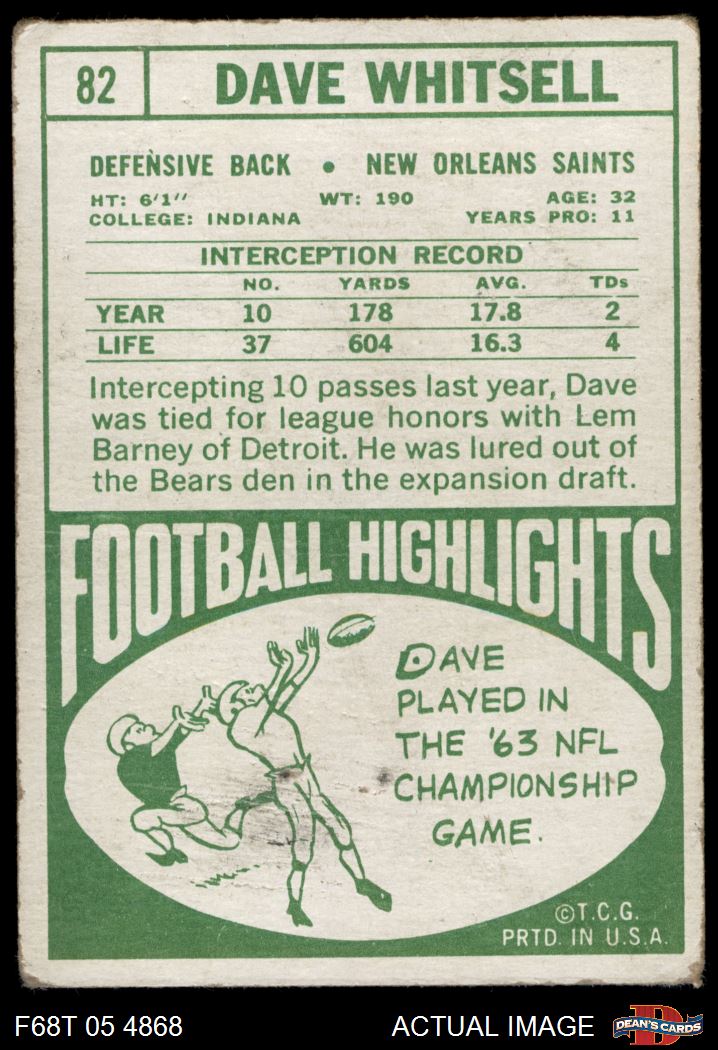 82 DAVE WHITSELL
DEFENSIVE BACK • NEW ORLEANS SAINTS
HT: 6'1" WT: 190 AGE: 32
COLLEGE: INDIANA YEARS PRO: 11
INTERCEPTION RECORD
NO. YARDS AVG. TDs
YEAR 10 178 17.8 2
LIFE 37 604 16.3 4
Intercepting 10 passes last year, Dave
was tied for league honors with Lem
Barney of Detroit. He was lured out of
the Bears den in the expansion draft.
FOOTBALL HIGHLIGHTS
DAVE
PLAYED IN
THE '63 NFL
CHAMPIONSHIP
GAME.
©T.C.G.
PRTD. IN U.S.A.
F68T 05 4868 ACTUAL IMAGE DEAN'S CARDS